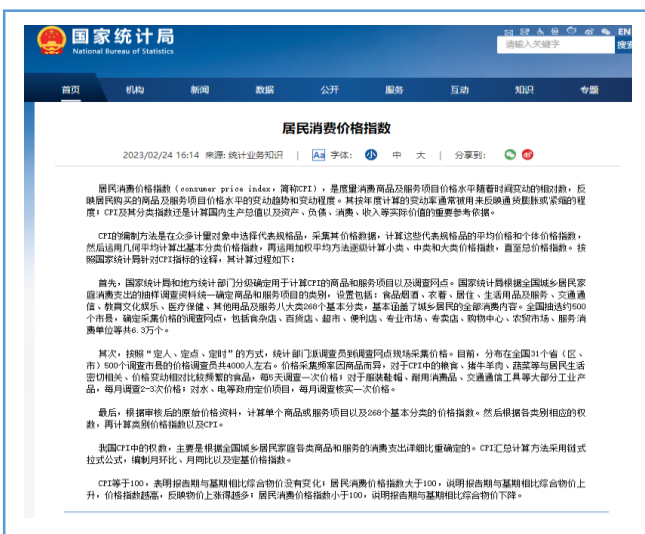 国家统计局
National Bureau of Statistics
EN
请输入关键字
搜索
首页 机构 新闻 数据 公开 服务 互动 知识 专题
居民消费价格指数
2023/02/24 16:14 来源: 统计业务知识 | Aa 字体: 小 中 大 | 分享到:
居民消费价格指数（consumer price index，简称CPI），是度量消费商品及服务项目价格水平随着时间变动的相对数，反
映居民购买的商品及服务项目价格水平的变动趋势和变动程度。其按年度计算的变动率通常被用来反映通货膨胀或紧缩的程
度；CPI及其分类指数还是计算国内生产总值以及资产、负债、消费、收入等实际价值的重要参考依据。
CPI的编制方法是在众多计量对象中选择代表规格品，采集其价格数据，计算这些代表规格品的平均价格和个体价格指数，
然后运用几何平均计算出基本分类价格指数，再运用加权平均方法逐级计算小类、中类和大类价格指数，直至总价格指数。按
照国家统计局针对CPI指标的诠释，其计算过程如下：
首先，国家统计局和地方统计部门分级确定用于计算CPI的商品和服务项目以及调查网点。国家统计局根据全国城乡居民家
庭消费支出的抽样调查资料统一确定商品和服务项目的类别，设置包括：食品烟酒、衣着、居住、生活用品及服务、交通通
信、教育文化娱乐、医疗保健、其他用品及服务八大类268个基本分类，基本涵盖了城乡居民的全部消费内容。全国抽选约500
个市县，确定采集价格的调查网点，包括食杂店、百货店、超市、便利店、专业市场、专卖店、购物中心、农贸市场、服务消
费单位等共6.3万个。
其次，按照“定人、定点、定时”的方式，统计部门派调查员到调查网点现场采集价格。目前，分布在全国31个省（区、
市）500个调查市县的价格调查员共4000人左右。价格采集频率因商品而异，对于CPI中的粮食、猪牛羊肉、蔬菜等与居民生活
密切相关、价格变动相对比较频繁的食品，每5天调查一次价格；对于服装鞋帽、耐用消费品、交通通信工具等大部分工业产
品，每月调查2-3次价格；对水、电等政府定价项目，每月调查核实一次价格。
最后，根据审核后的原始价格资料，计算单个商品或服务项目以及268个基本分类的价格指数。然后根据各类别相应的权
数，再计算类别价格指数以及CPI。
我国CPI中的权数，主要是根据全国城乡居民家庭各类商品和服务的消费支出详细比重确定的。CPI汇总计算方法采用链式
拉式公式，编制月环比、月同比以及定基价格指数。
CPI等于100，表明报告期与基期相比综合物价没有变化；居民消费价格指数大于100，说明报告期与基期相比综合物价上
升，价格指数越高，反映物价上涨得越多；居民消费价格指数小于100，说明报告期与基期相比综合物价下降。